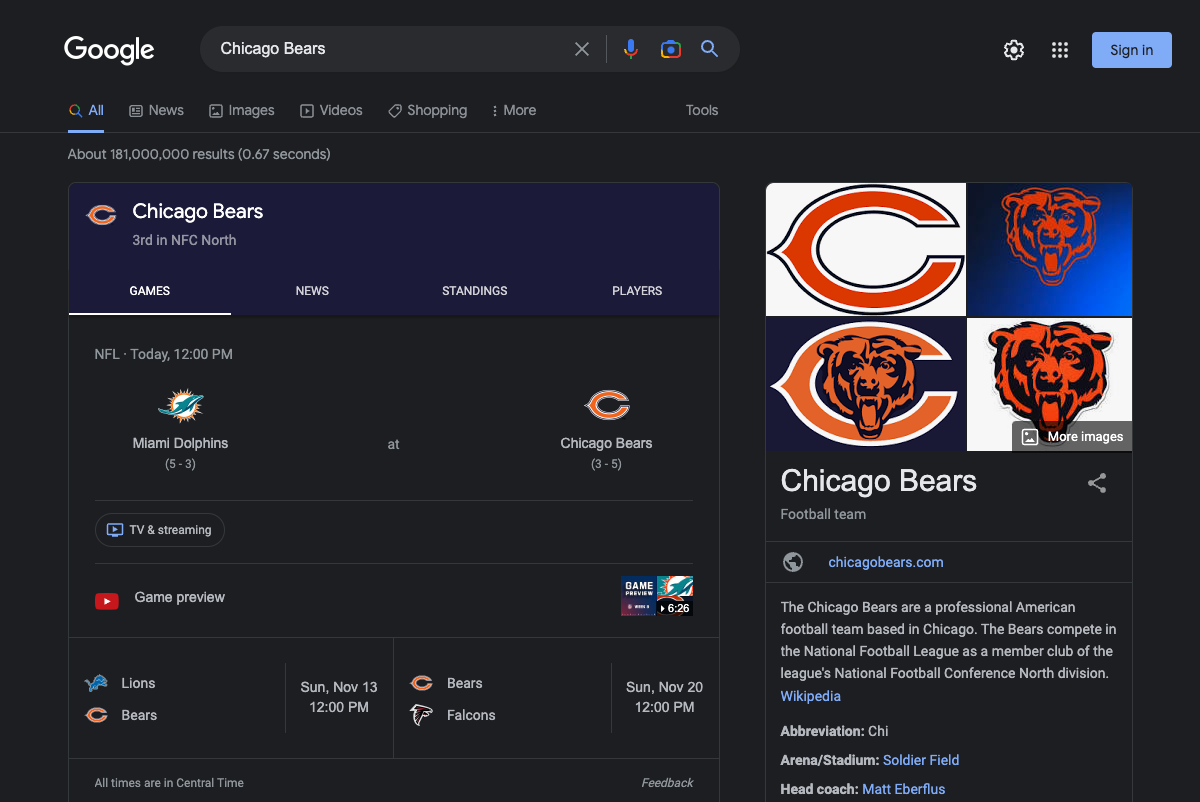 Google
Chicago Bears
Sign in
All
News
Images
Videos
Shopping
More
Tools
About 181,000,000 results (0.67 seconds)
Chicago Bears
3rd in NFC North
GAMES
NEWS
STANDINGS
PLAYERS
NFL · Today, 12:00 PM
Miami Dolphins
(5 - 3)
at
Chicago Bears
(3 - 5)
TV & streaming
Game preview
GAME
PREVIEW
WEEK 9
6:26
Lions
Bears
Sun, Nov 13
12:00 PM
Bears
Falcons
Sun, Nov 20
12:00 PM
All times are in Central Time
Feedback
More images
Chicago Bears
Football team
chicagobears.com
The Chicago Bears are a professional American
football team based in Chicago. The Bears compete in
the National Football League as a member club of the
league's National Football Conference North division.
Wikipedia
Abbreviation: Chi
Arena/Stadium: Soldier Field
Head coach: Matt Eberflus